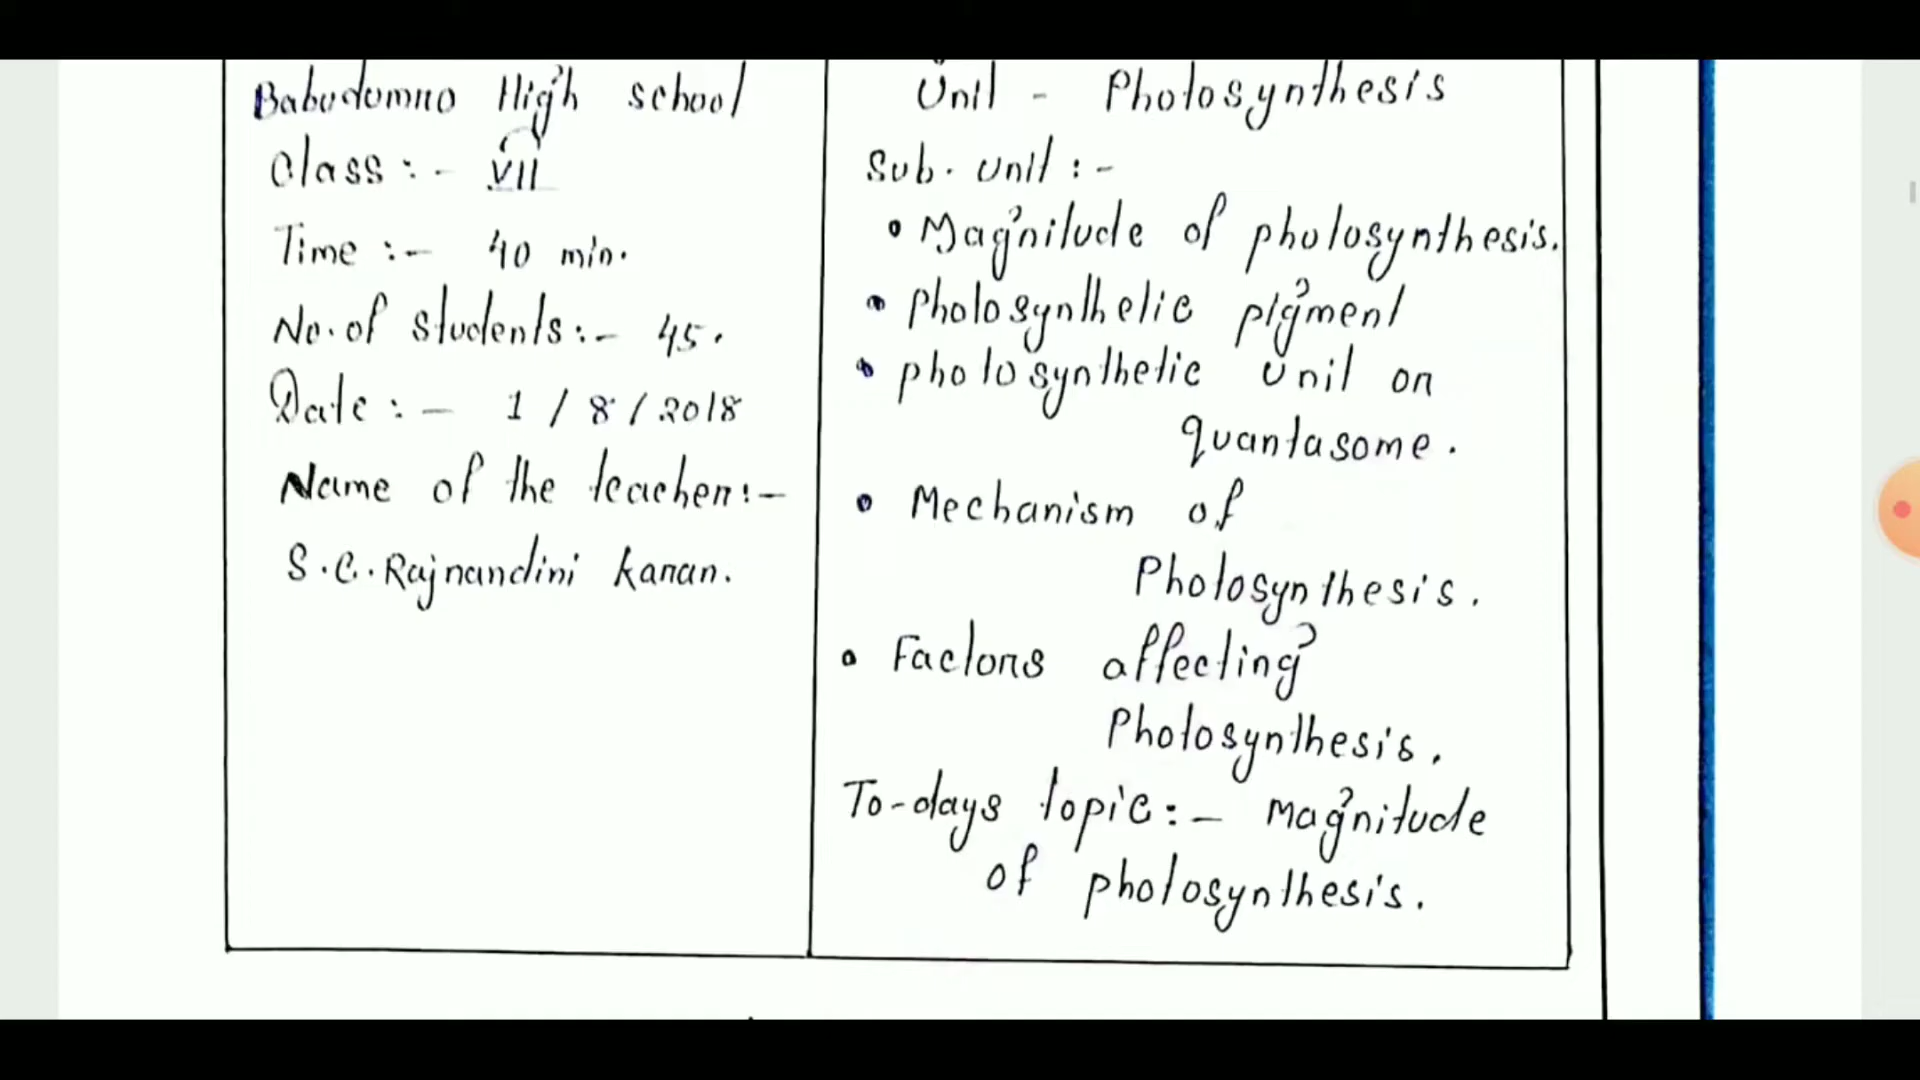 Babudumno High school
Class :- VII
Time :- 40 min.
No. of students :- 45.
Date :- 1 / 8 / 2018
Name of the teacher :-
S.C. Rajnandini Karan.
Unit - Photosynthesis
Sub. unit :-
• Magnitude of photosynthesis.
• Photosynthetic pigment
• photosynthetic unit or
quantasome.
• Mechanism of
Photosynthesis.
• Factors affecting
Photosynthesis.
To-days topic :- Magnitude
of photosynthesis.